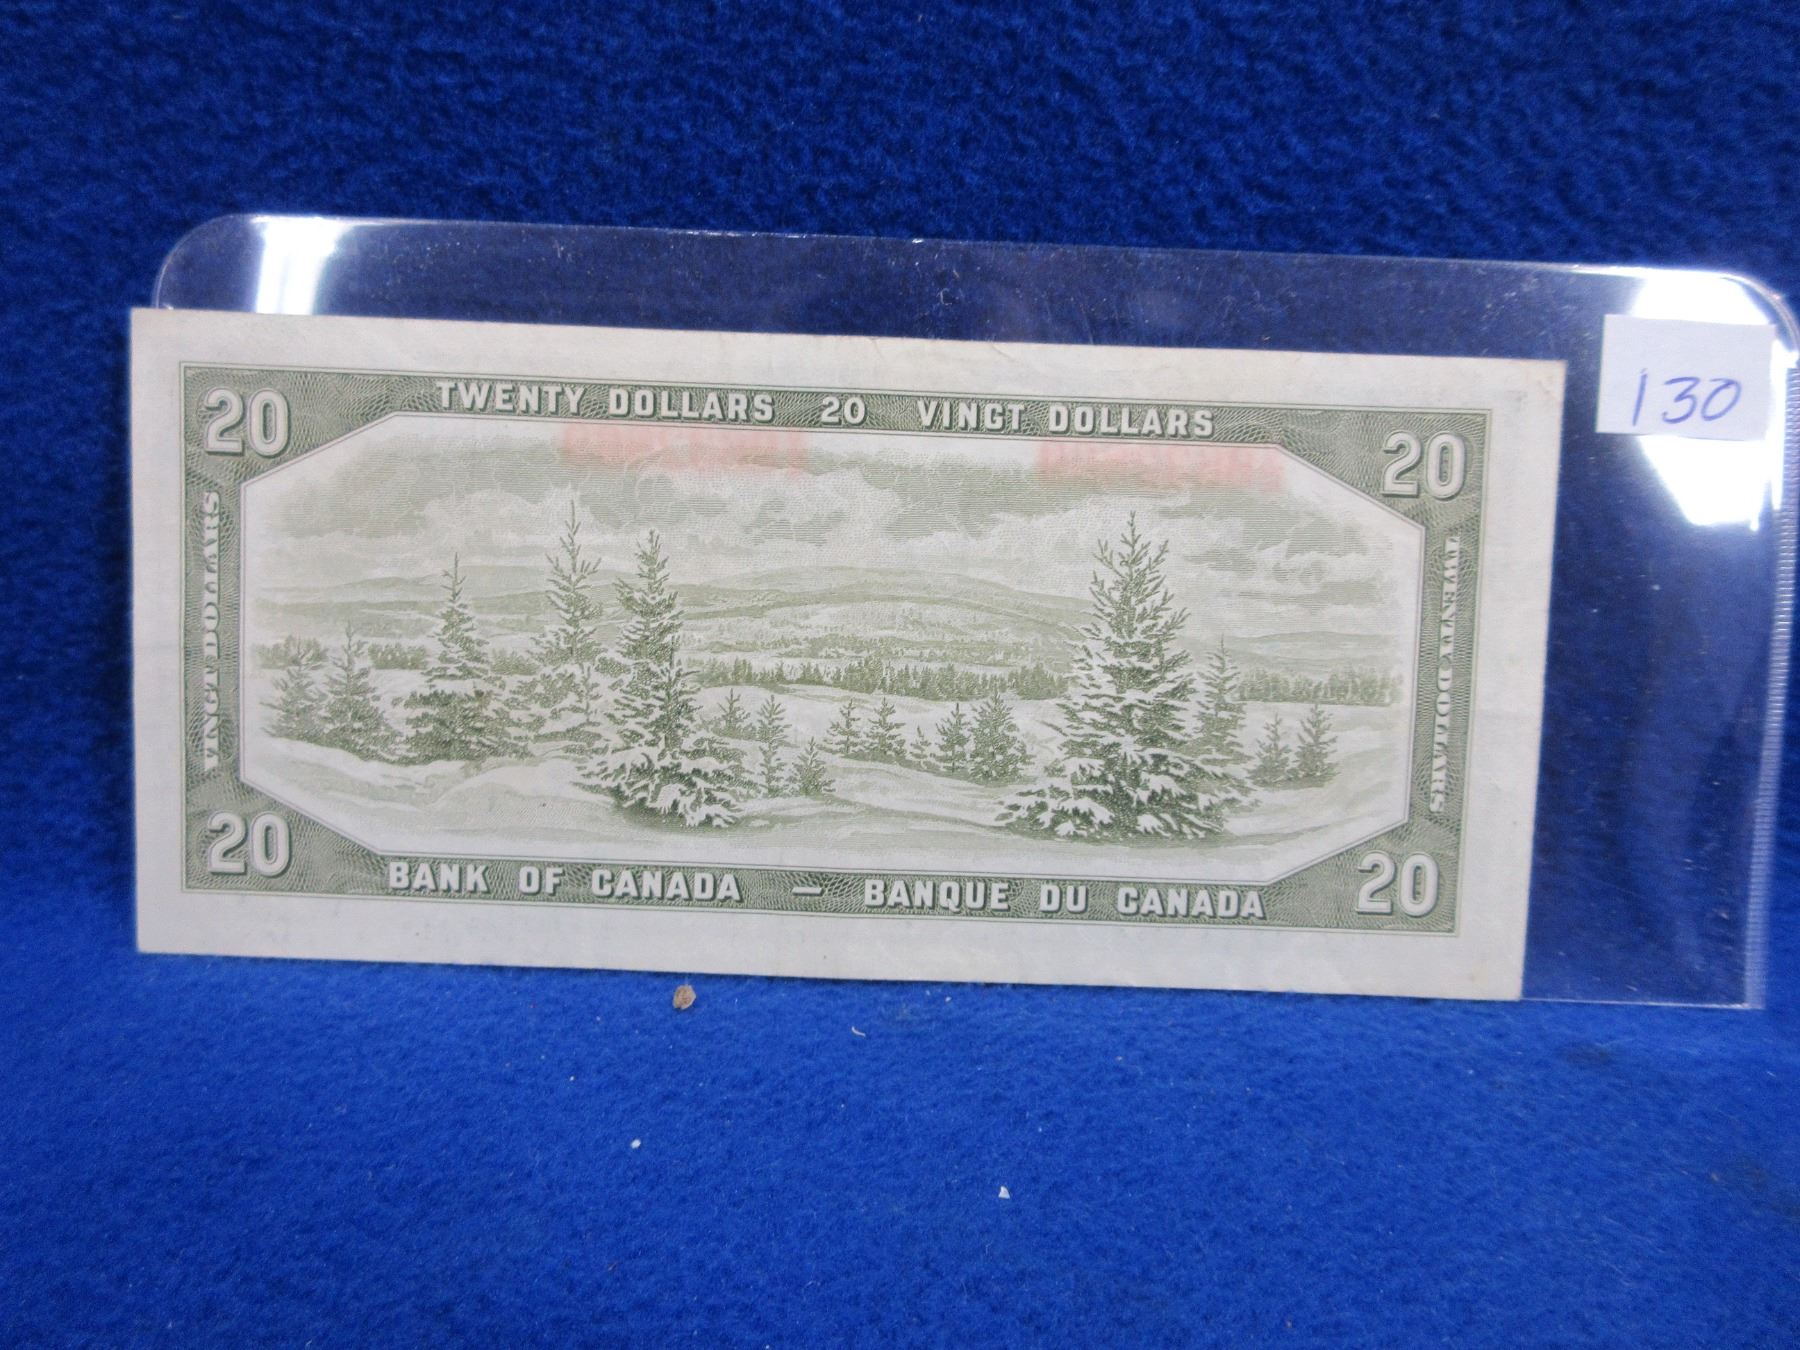 TWENTY DOLLARS 20 VINGT DOLLARS
20
20
130
VINGT DOLLARS
TWENTY DOLLARS
20
20
BANK OF CANADA — BANQUE DU CANADA